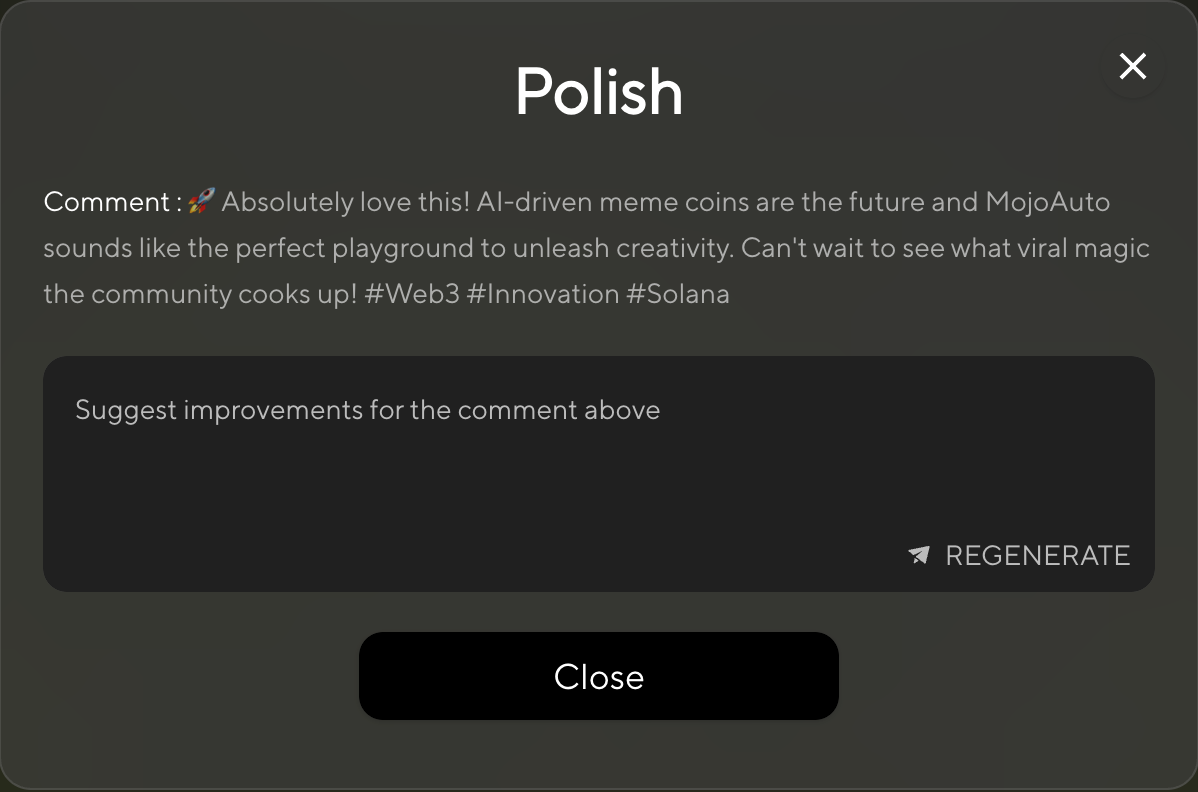 Polish
Comment : 🚀 Absolutely love this! AI-driven meme coins are the future and MojoAuto
sounds like the perfect playground to unleash creativity. Can't wait to see what viral magic
the community cooks up! #Web3 #Innovation #Solana
Suggest improvements for the comment above
REGENERATE
Close